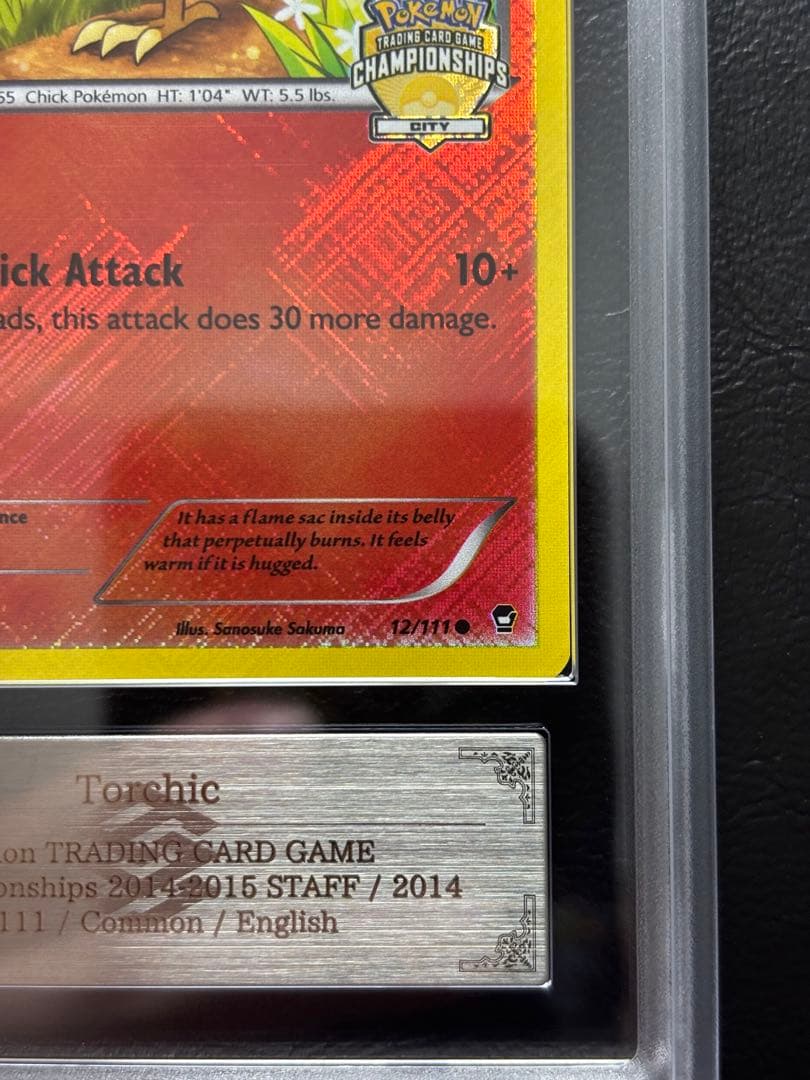 POKéMON
TRADING CARD GAME
CHAMPIONSHIPS
CITY
55 Chick Pokémon HT: 1'04" WT: 5.5 lbs.
ick Attack 10+
ads, this attack does 30 more damage.
nce
It has a flame sac inside its belly
that perpetually burns. It feels
warm if it is hugged.
Illus. Sanosuke Sakuma 12/111
Torchic
on TRADING CARD GAME
onships 2014-2015 STAFF / 2014
111 / Common / English